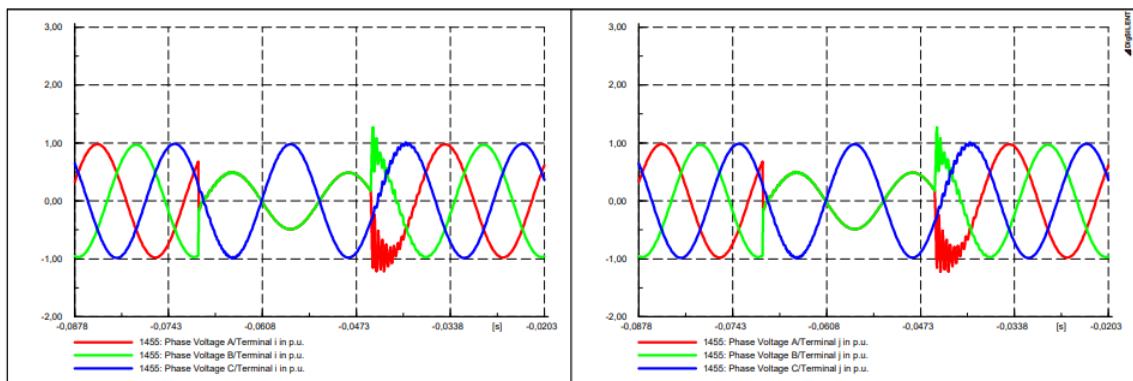 3,00
2,00
1,00
0,00
-1,00
-2,00
-0,0878 -0,0743 -0,0608 -0,0473 -0,0338 [s] -0,0203
1455: Phase Voltage A/Terminal i in p.u.
1455: Phase Voltage B/Terminal i in p.u.
1455: Phase Voltage C/Terminal i in p.u.
3,00
2,00
1,00
0,00
-1,00
-2,00
-0,0878 -0,0743 -0,0608 -0,0473 -0,0338 [s] -0,0203
1455: Phase Voltage A/Terminal j in p.u.
1455: Phase Voltage B/Terminal j in p.u.
1455: Phase Voltage C/Terminal j in p.u.
DIgSILENT